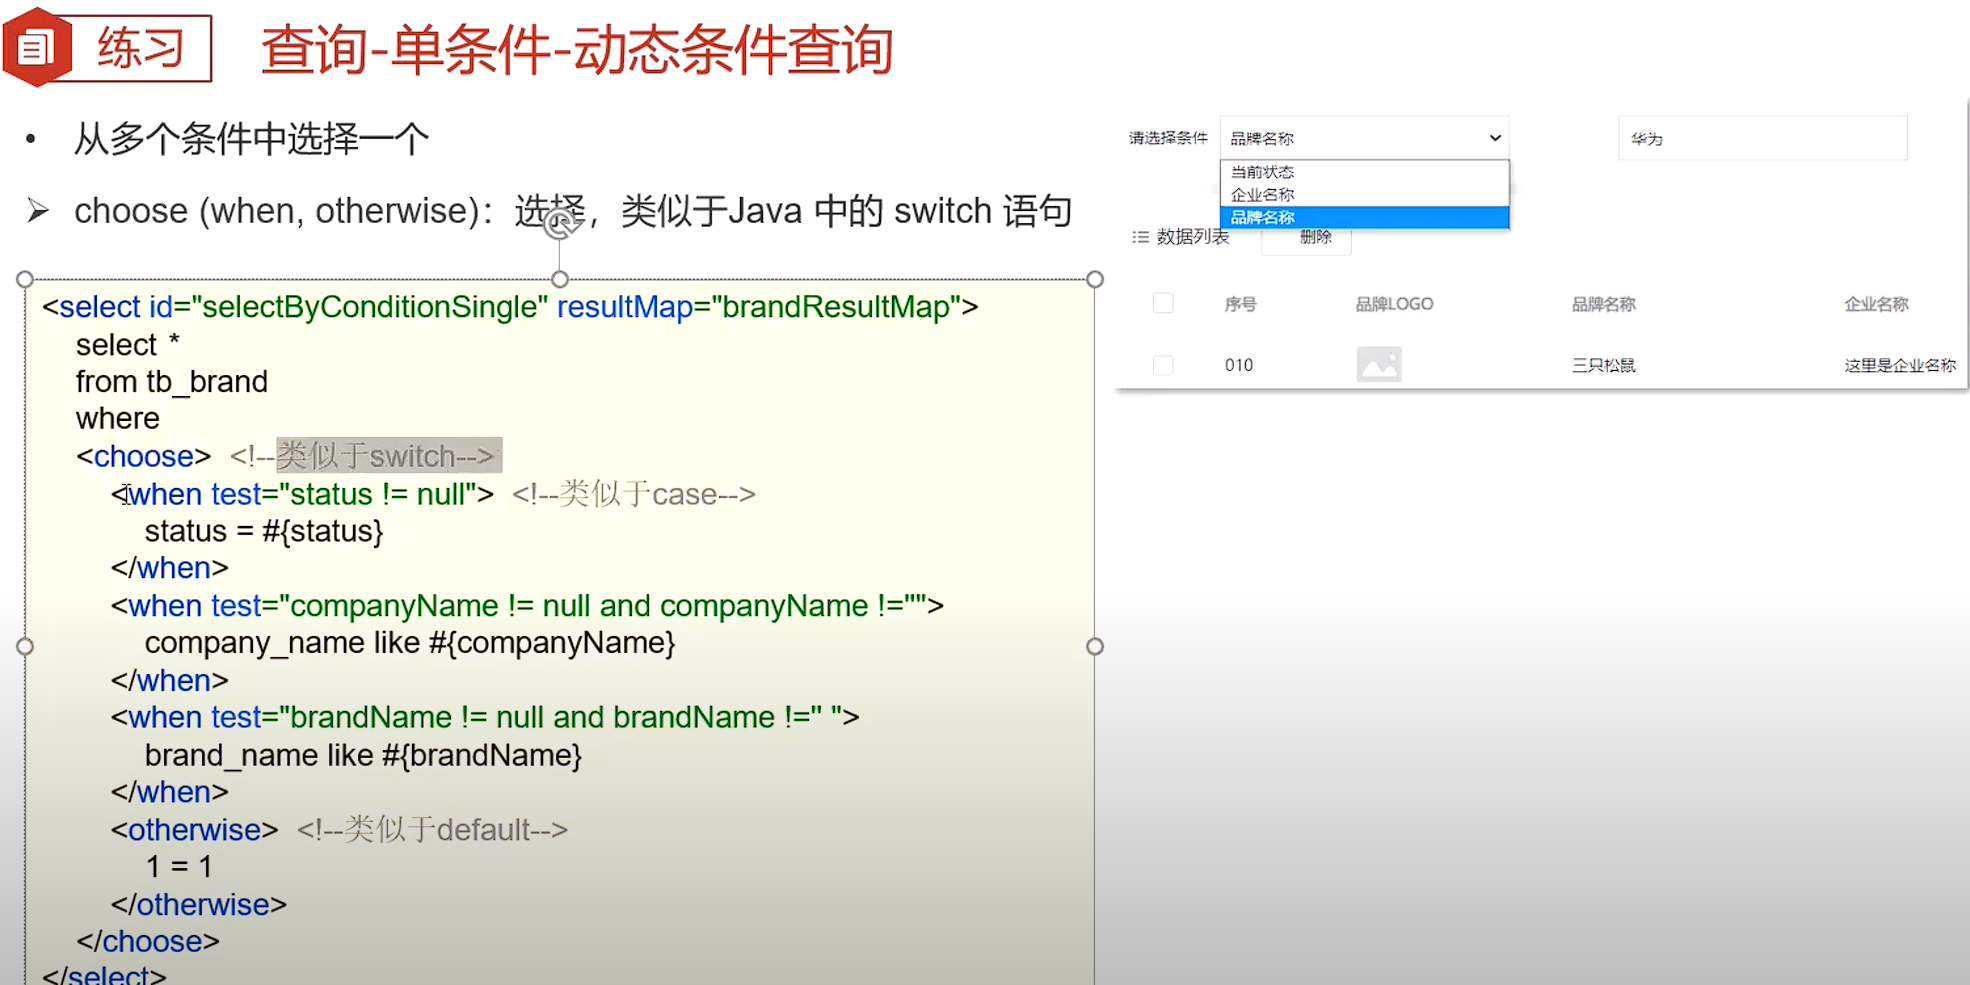 练习
查询-单条件-动态条件查询
• 从多个条件中选择一个
➢ choose (when, otherwise)：选择，类似于Java 中的 switch 语句
<select id="selectByConditionSingle" resultMap="brandResultMap">
select *
from tb_brand
where
<choose> <!--类似于switch-->
<when test="status != null"> <!--类似于case-->
status = #{status}
</when>
<when test="companyName != null and companyName !=''">
company_name like #{companyName}
</when>
<when test="brandName != null and brandName !='' ">
brand_name like #{brandName}
</when>
<otherwise> <!--类似于default-->
1 = 1
</otherwise>
</choose>
</select>
请选择条件 品牌名称 华为
当前状态
企业名称
品牌名称
数据列表 删除
序号 品牌LOGO 品牌名称 企业名称
010 三只松鼠 这里是企业名称